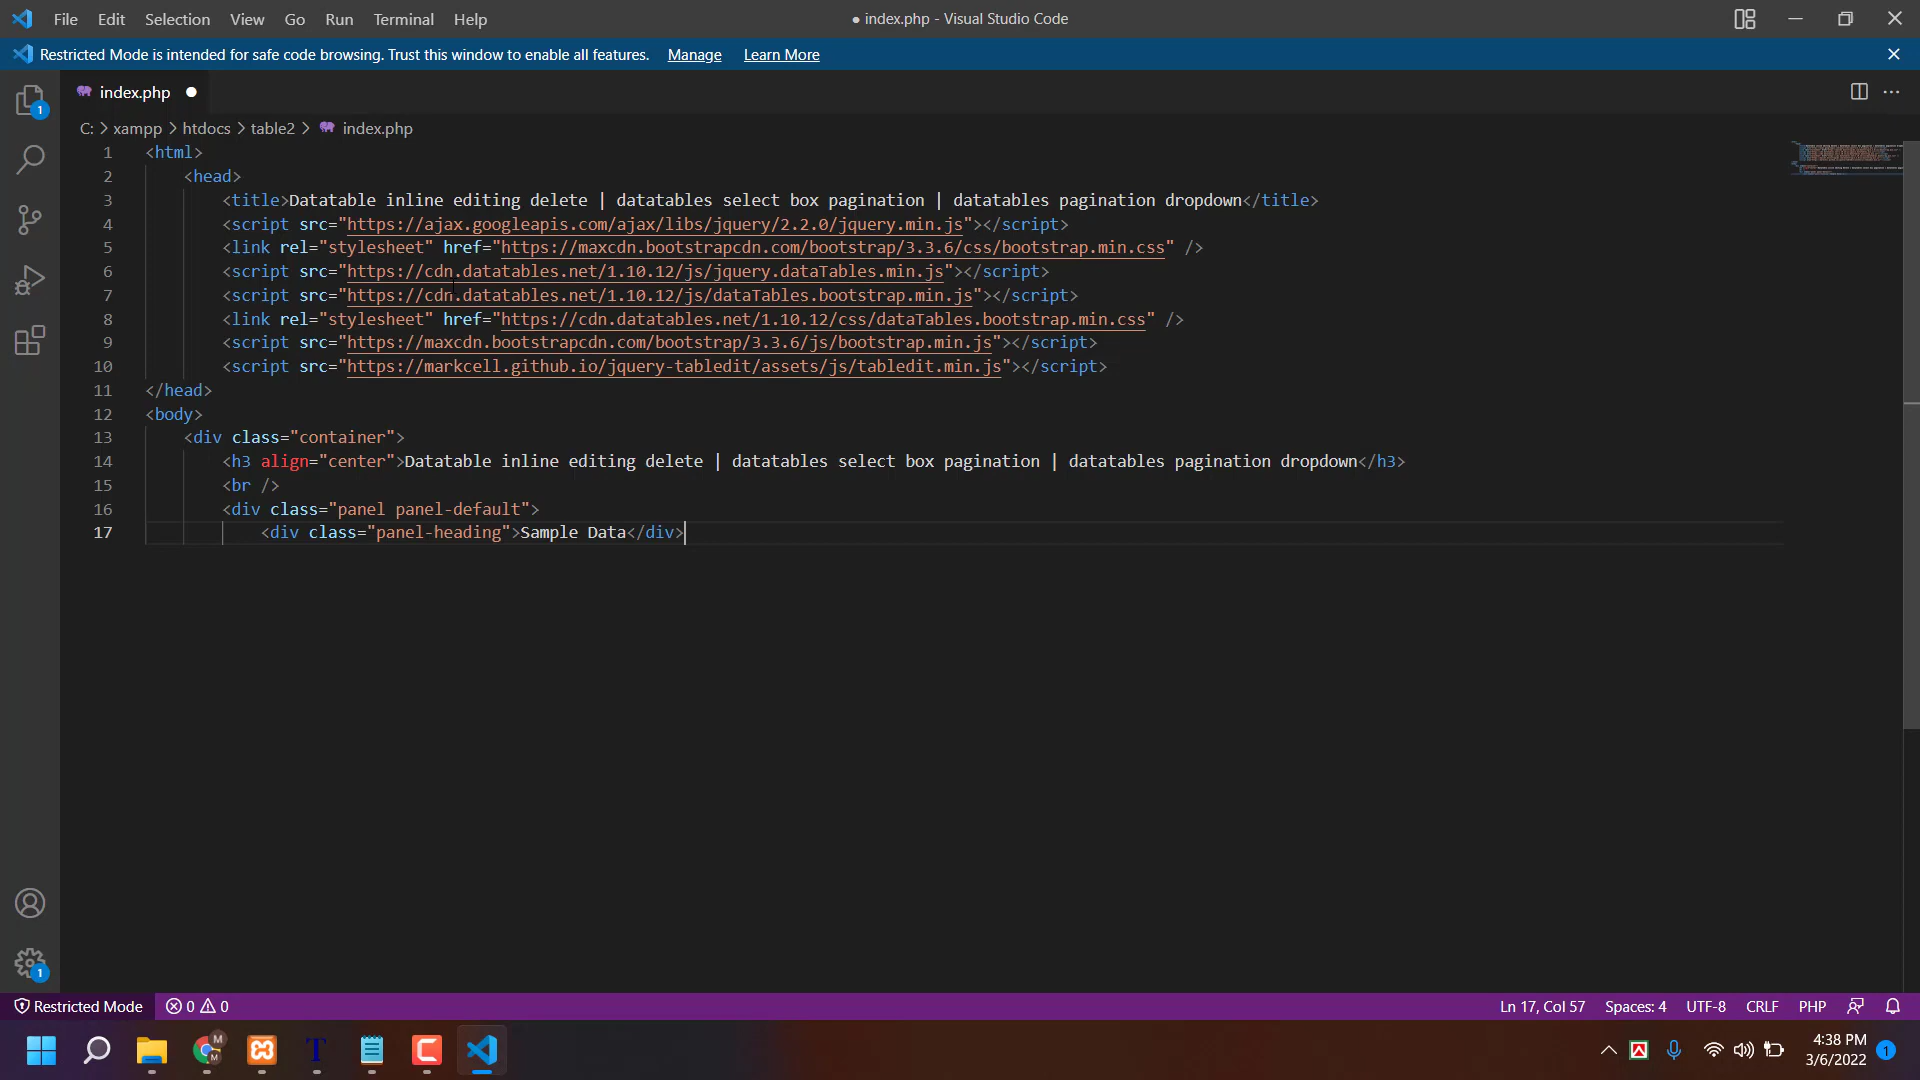 File Edit Selection View Go Run Terminal Help
● index.php - Visual Studio Code
Restricted Mode is intended for safe code browsing. Trust this window to enable all features. Manage Learn More
1
index.php ●
C: > xampp > htdocs > table2 > index.php
1 <html>
2 <head>
3 <title>Datatable inline editing delete | datatables select box pagination | datatables pagination dropdown</title>
4 <script src="https://ajax.googleapis.com/ajax/libs/jquery/2.2.0/jquery.min.js"></script>
5 <link rel="stylesheet" href="https://maxcdn.bootstrapcdn.com/bootstrap/3.3.6/css/bootstrap.min.css" />
6 <script src="https://cdn.datatables.net/1.10.12/js/jquery.dataTables.min.js"></script>
7 <script src="https://cdn.datatables.net/1.10.12/js/dataTables.bootstrap.min.js"></script>
8 <link rel="stylesheet" href="https://cdn.datatables.net/1.10.12/css/dataTables.bootstrap.min.css" />
9 <script src="https://maxcdn.bootstrapcdn.com/bootstrap/3.3.6/js/bootstrap.min.js"></script>
10 <script src="https://markcell.github.io/jquery-tabledit/assets/js/tabledit.min.js"></script>
11 </head>
12 <body>
13 <div class="container">
14 <h3 align="center">Datatable inline editing delete | datatables select box pagination | datatables pagination dropdown</h3>
15 <br />
16 <div class="panel panel-default">
17 <div class="panel-heading">Sample Data</div>
1
Restricted Mode 0 0 Ln 17, Col 57 Spaces: 4 UTF-8 CRLF PHP
M
M
T
C
4:38 PM
3/6/2022
1